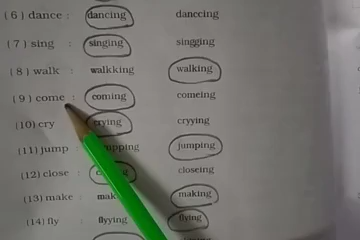 (6) dance : dancing danceing
(7) sing : singing singging
(8) walk : walkking walking
(9) come : coming comeing
(10) cry crying cryying
(11) jump jumping
(12) close : closeing
(13) make : making
(14) fly : flyying flying